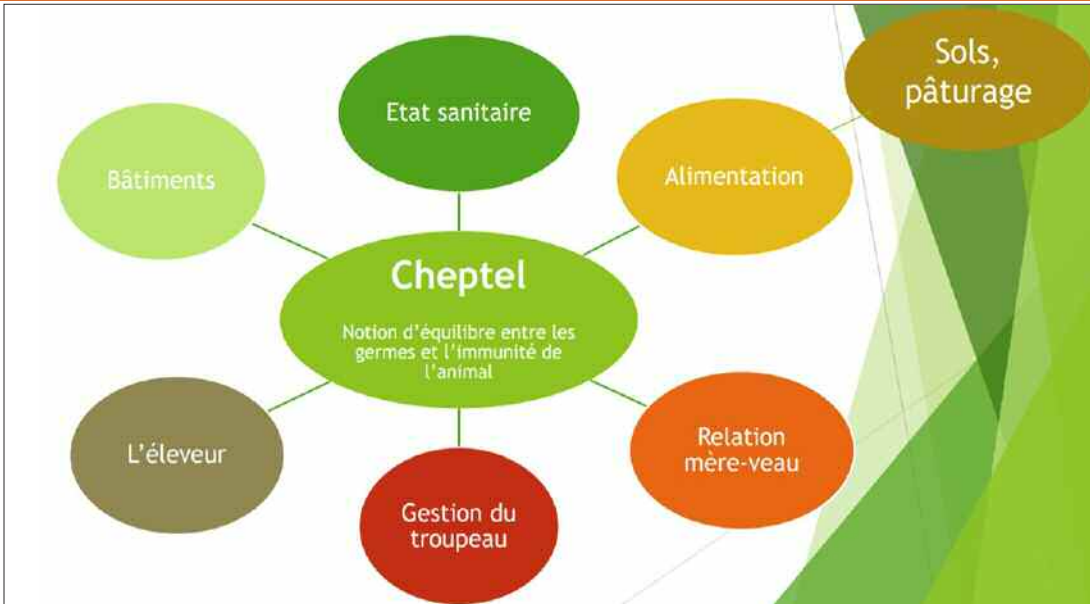 Sols,
pâturage
Etat sanitaire
Bâtiments
Alimentation
Cheptel
Notion d'équilibre entre les
germes et l'immunité de
l'animal
L'éleveur
Relation
mère-veau
Gestion du
troupeau